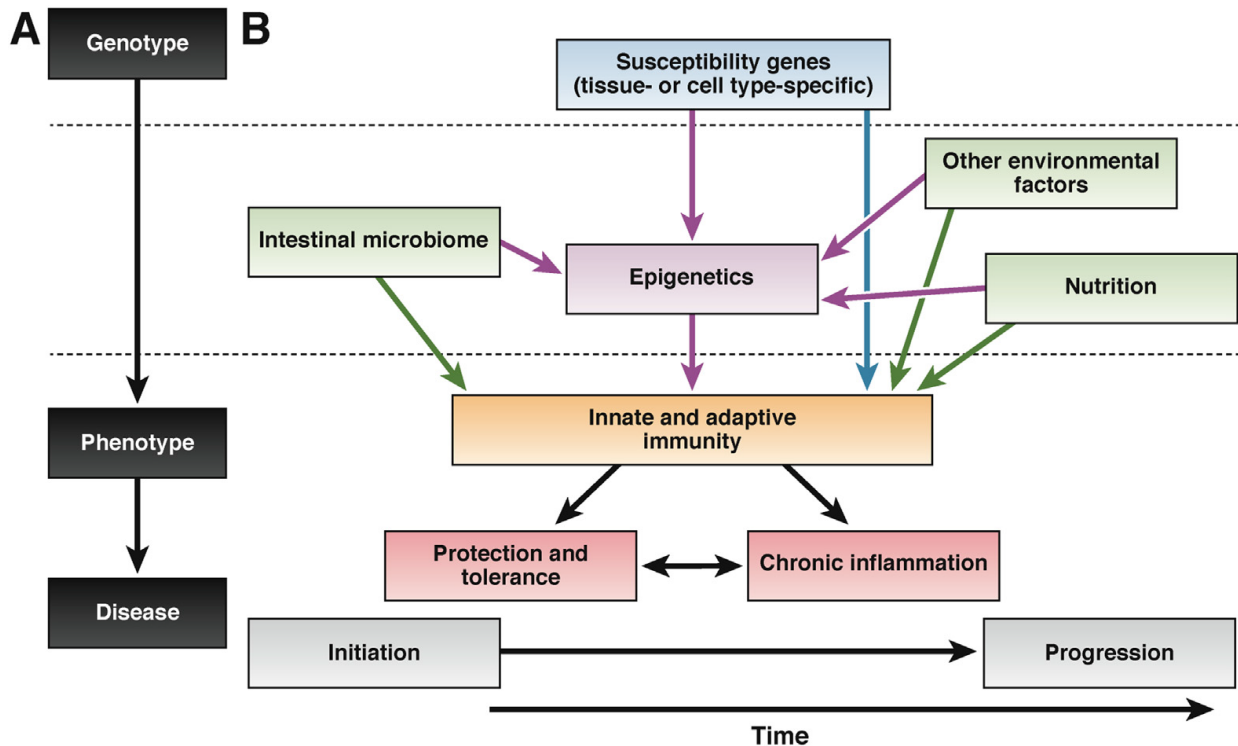 A
Genotype
Phenotype
Disease
B
Susceptibility genes
(tissue- or cell type-specific)
Other environmental
factors
Intestinal microbiome
Epigenetics
Nutrition
Innate and adaptive
immunity
Protection and
tolerance
Chronic inflammation
Initiation
Progression
Time